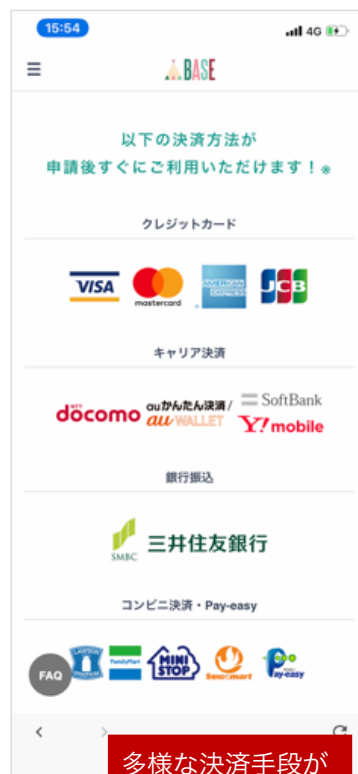 15:54
4G
BASE
以下の決済方法が
申請後すぐにご利用いただけます！※
クレジットカード
VISA
mastercard
AMERICAN EXPRESS
JCB
キャリア決済
NTT
döcomo
auかんたん決済/
au WALLET
SoftBank
Y!mobile
銀行振込
SMBC
三井住友銀行
コンビニ決済・Pay-easy
LAWSON
STATION
FamilyMart
MINI
STOP
Seicomart
Pay-easy
FAQ
多様な決済手段が